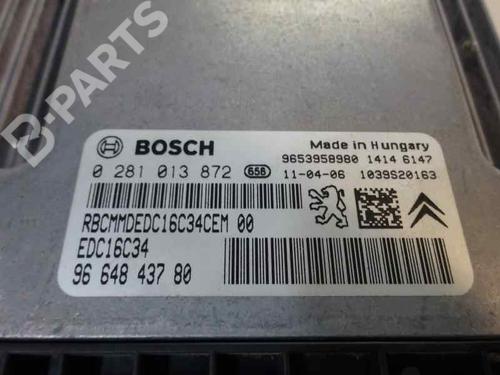 B-PARTS
BOSCH
Made in Hungary
9653958980 1414 6147
0 281 013 872 656 11-04-06 1039S20163
RBCMMDEDC16C34CEM 00
EDC16C34
96 648 437 80